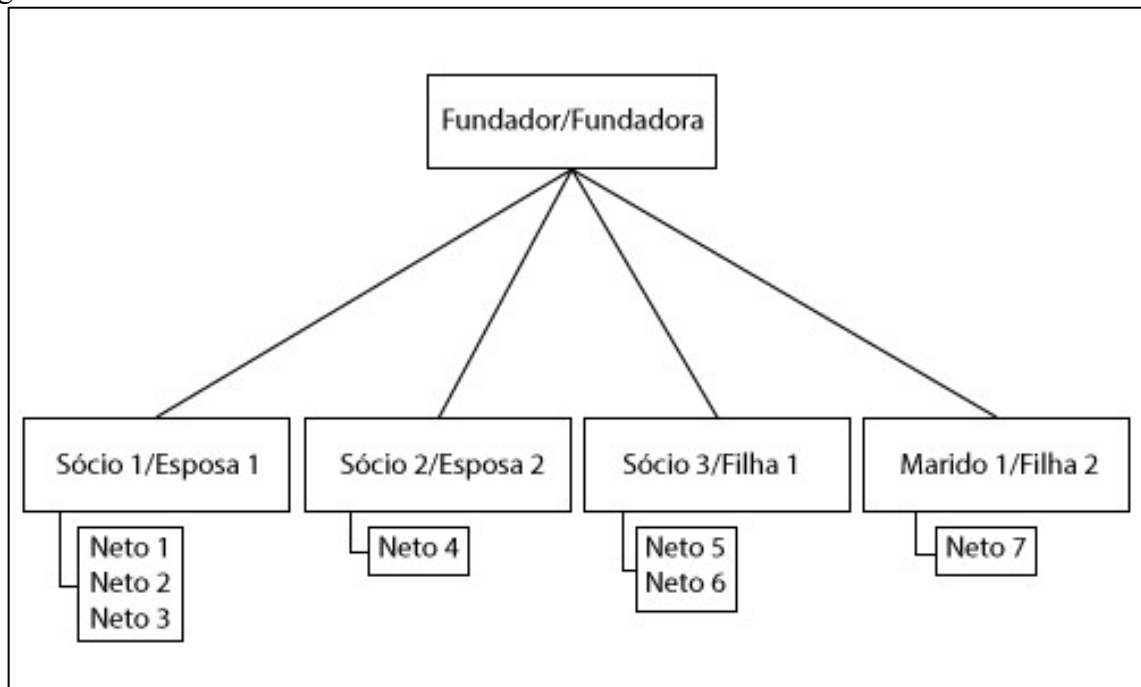 Fundador/Fundadora
Sócio 1/Esposa 1
Sócio 2/Esposa 2
Sócio 3/Filha 1
Marido 1/Filha 2
Neto 1
Neto 2
Neto 3
Neto 4
Neto 5
Neto 6
Neto 7